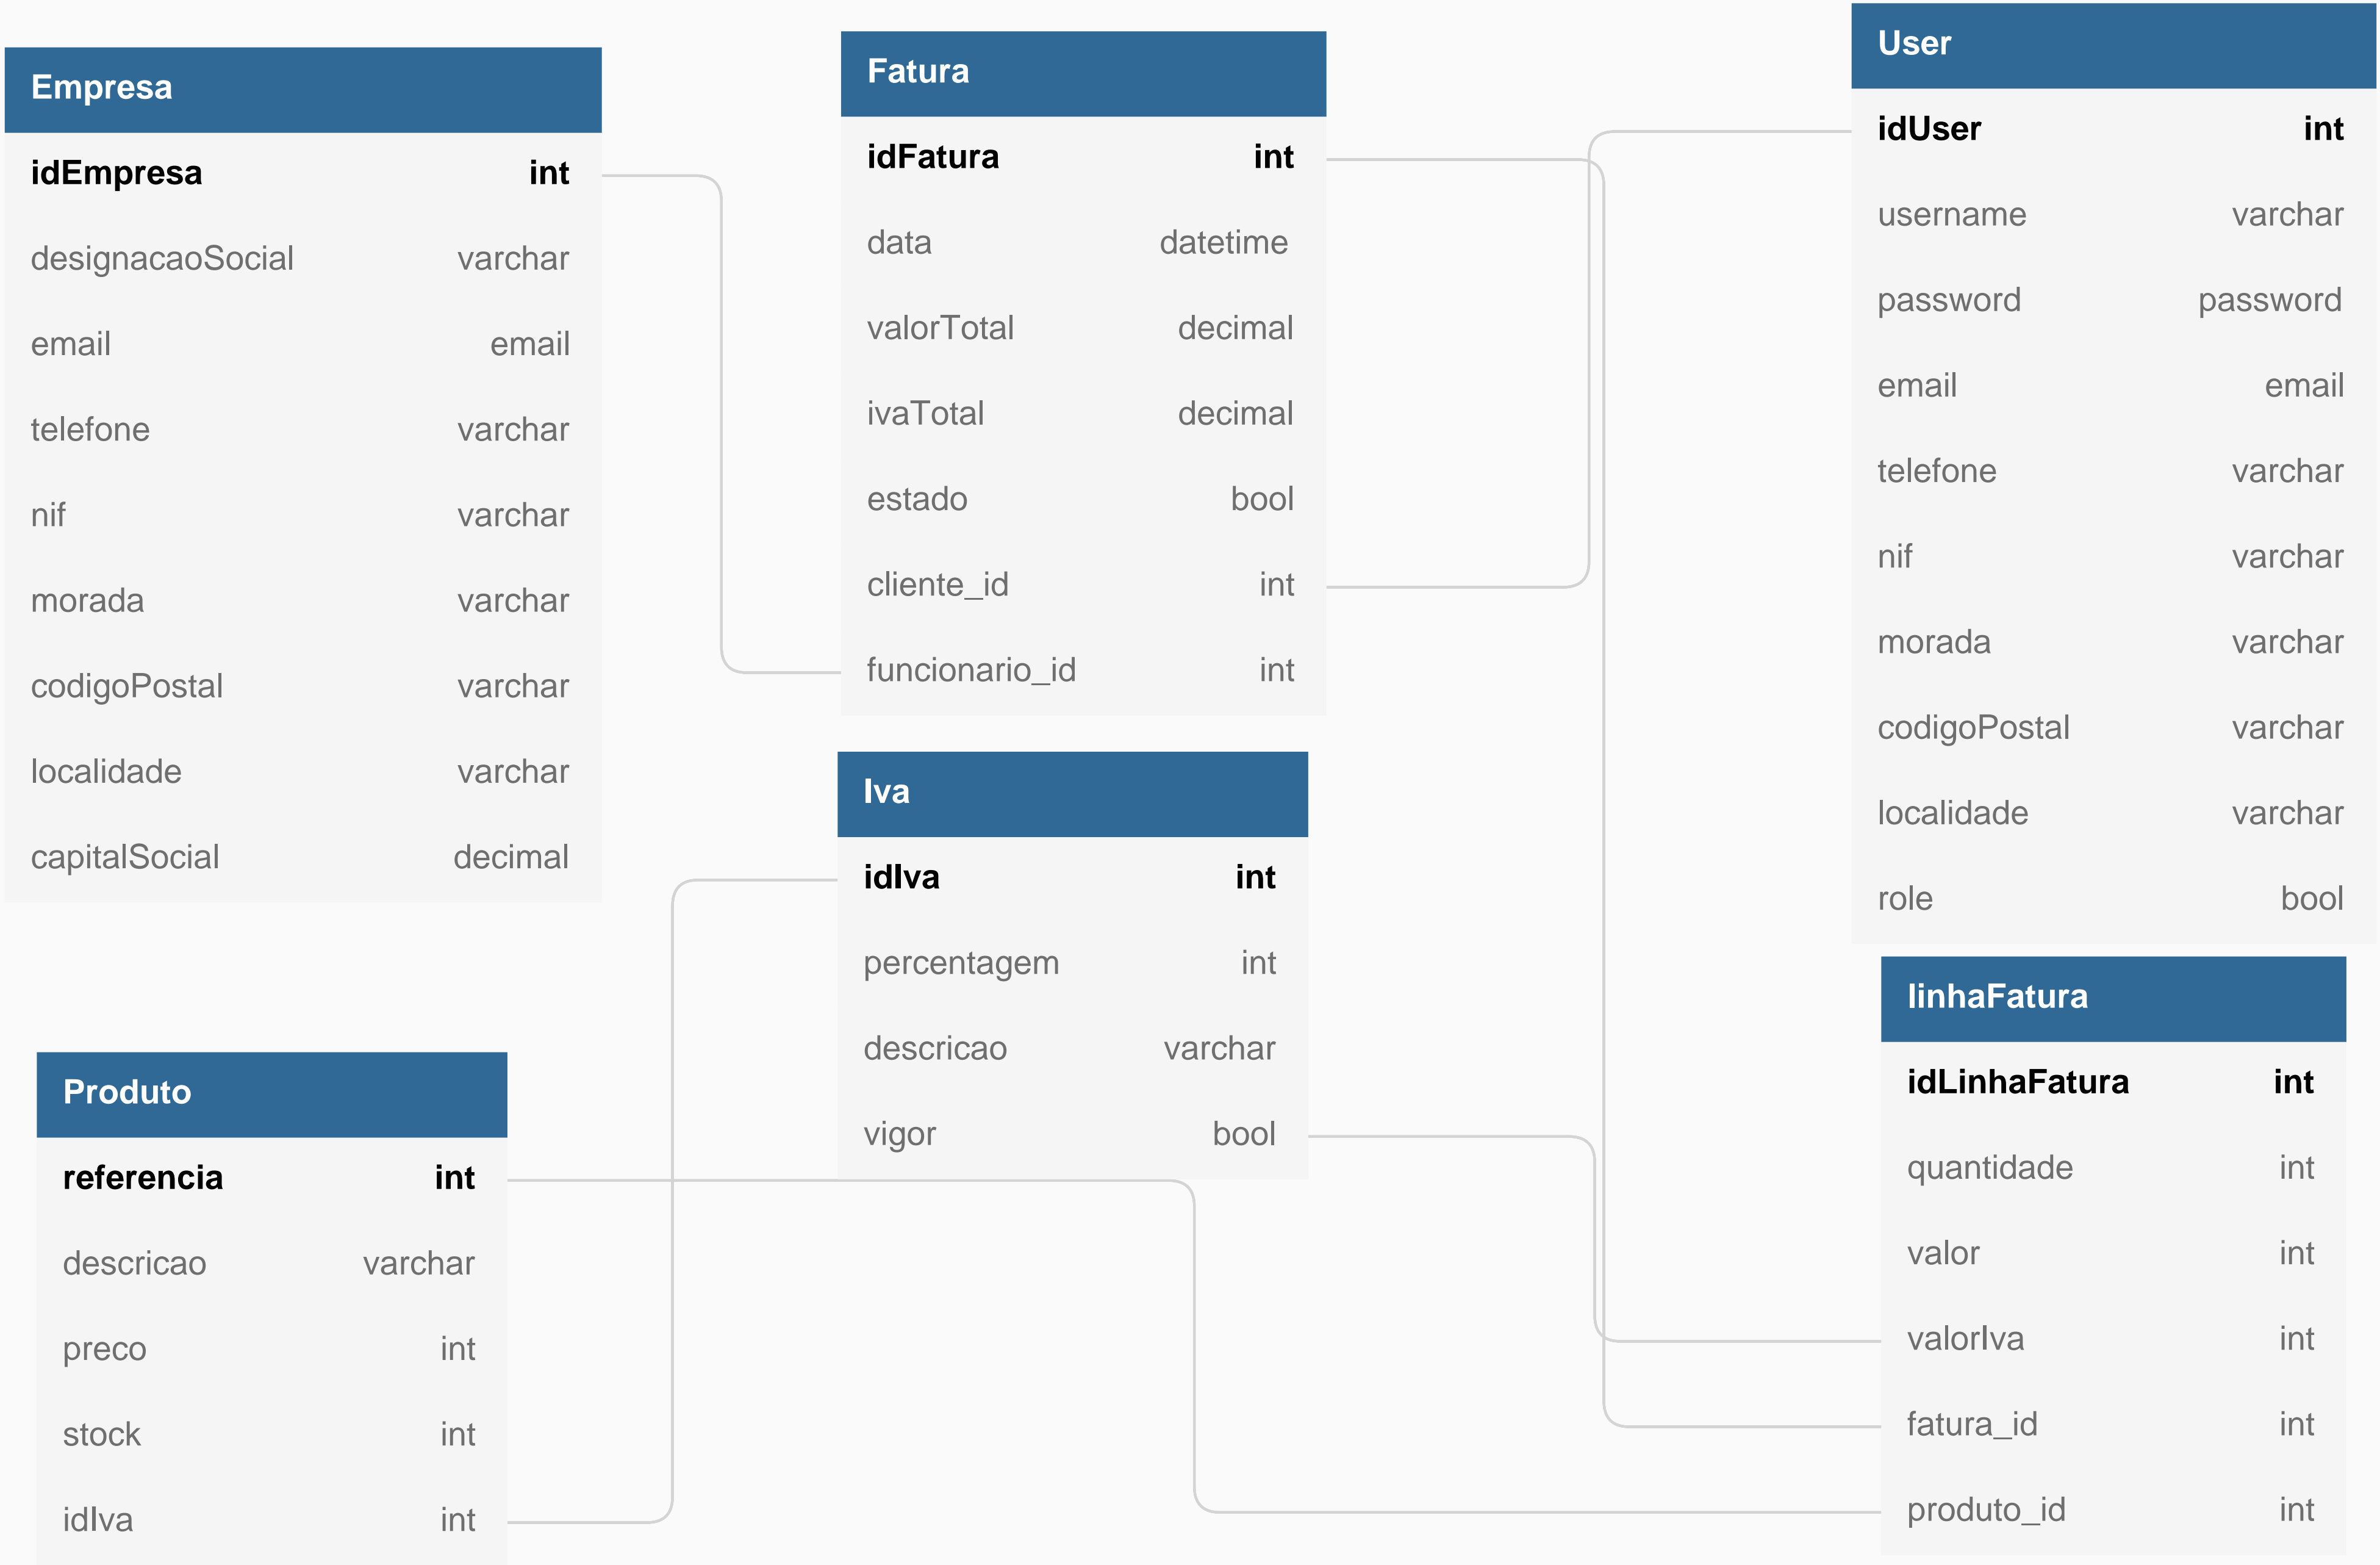 Empresa
idEmpresa int
designacaoSocial varchar
email email
telefone varchar
nif varchar
morada varchar
codigoPostal varchar
localidade varchar
capitalSocial decimal
Fatura
idFatura int
data datetime
valorTotal decimal
ivaTotal decimal
estado bool
cliente_id int
funcionario_id int
User
idUser int
username varchar
password password
email email
telefone varchar
nif varchar
morada varchar
codigoPostal varchar
localidade varchar
role bool
Iva
idIva int
percentagem int
descricao varchar
vigor bool
Produto
referencia int
descricao varchar
preco int
stock int
idIva int
linhaFatura
idLinhaFatura int
quantidade int
valor int
valorIva int
fatura_id int
produto_id int